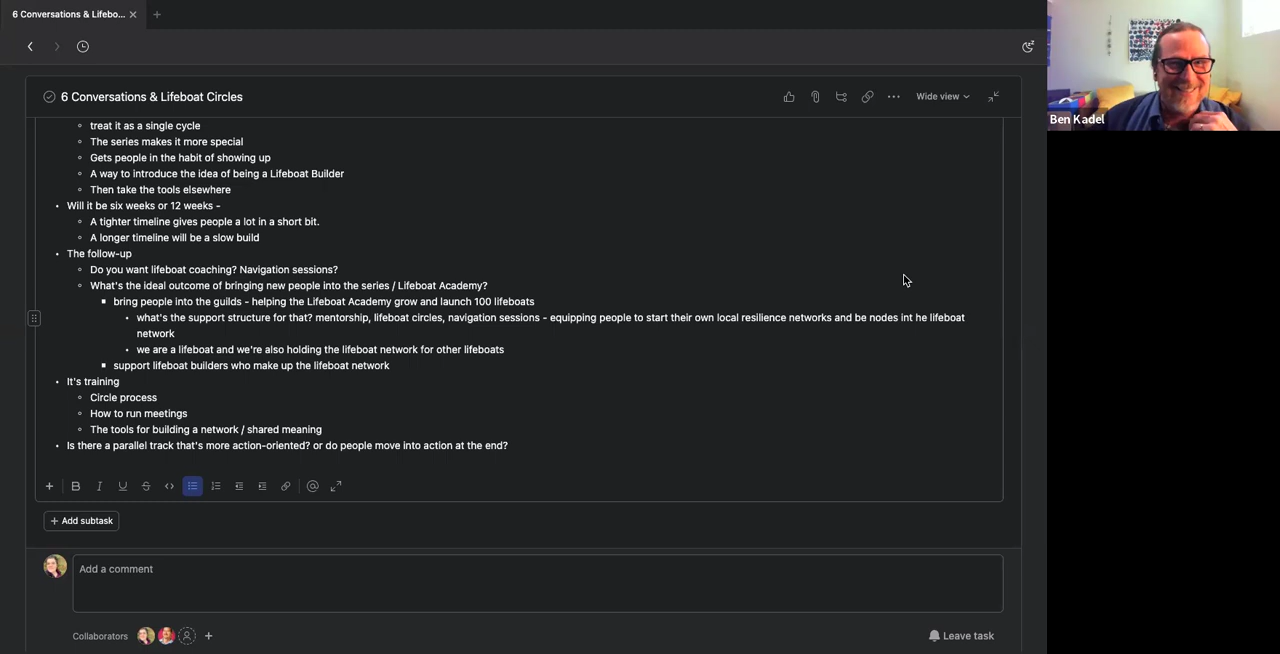 6 Conversations & Lifebo...
6 Conversations & Lifeboat Circles
Wide view
Ben Kadel
treat it as a single cycle
The series makes it more special
Gets people in the habit of showing up
A way to introduce the idea of being a Lifeboat Builder
Then take the tools elsewhere
Will it be six weeks or 12 weeks -
A tighter timeline gives people a lot in a short bit.
A longer timeline will be a slow build
The follow-up
Do you want lifeboat coaching? Navigation sessions?
What's the ideal outcome of bringing new people into the series / Lifeboat Academy?
bring people into the guilds - helping the Lifeboat Academy grow and launch 100 lifeboats
what's the support structure for that? mentorship, lifeboat circles, navigation sessions - equipping people to start their own local resilience networks and be nodes int he lifeboat
network
we are a lifeboat and we're also holding the lifeboat network for other lifeboats
support lifeboat builders who make up the lifeboat network
It's training
Circle process
How to run meetings
The tools for building a network / shared meaning
Is there a parallel track that's more action-oriented? or do people move into action at the end?
Add subtask
Add a comment
Collaborators
Leave task